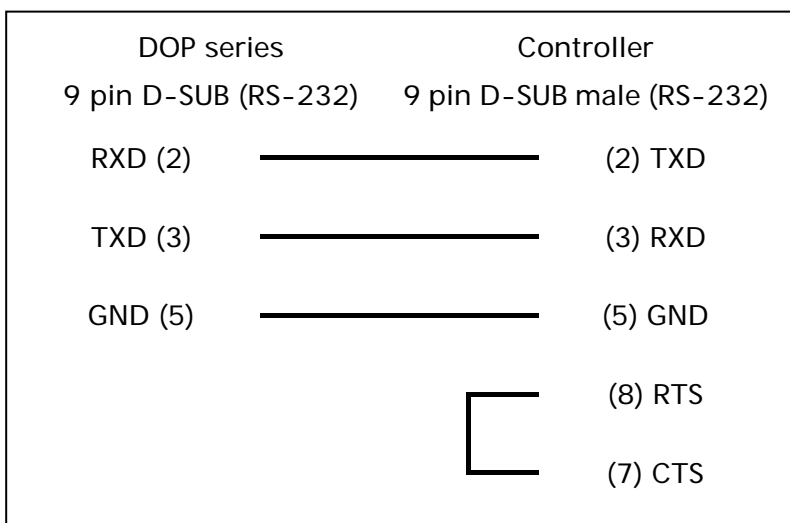 DOP series Controller
9 pin D-SUB (RS-232) 9 pin D-SUB male (RS-232)
RXD (2) (2) TXD
TXD (3) (3) RXD
GND (5) (5) GND
(8) RTS
(7) CTS